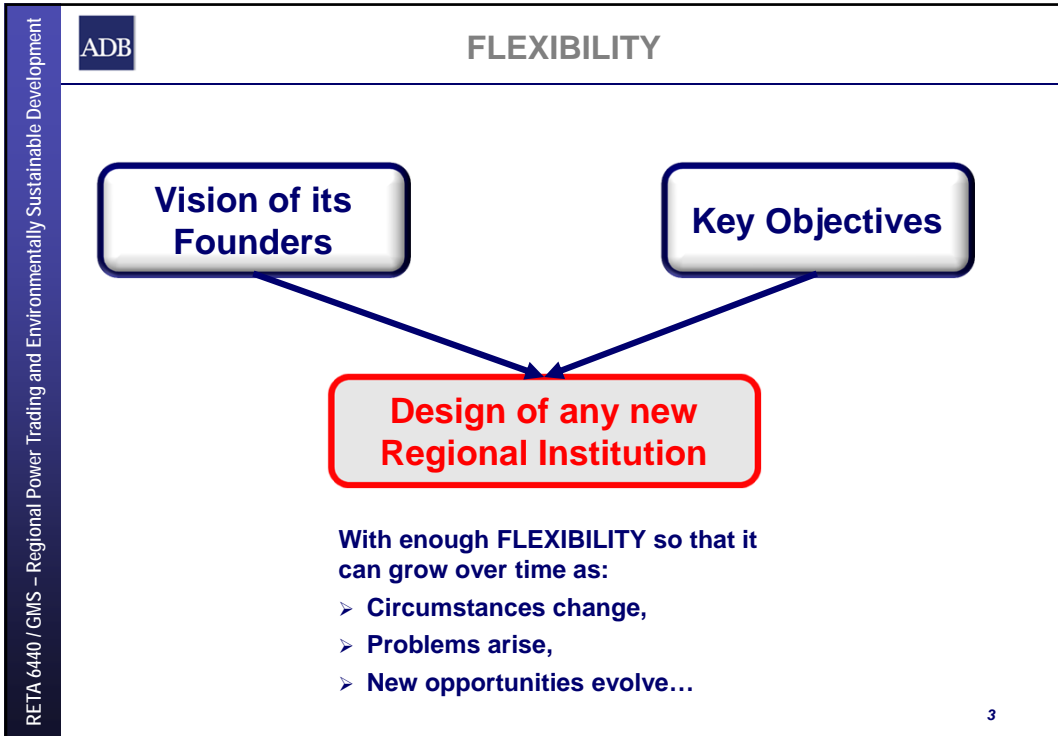 RETA 6440 / GMS – Regional Power Trading and Environmentally Sustainable Development
ADB
FLEXIBILITY
Vision of its
Founders
Key Objectives
Design of any new
Regional Institution
With enough FLEXIBILITY so that it
can grow over time as:
➢ Circumstances change,
➢ Problems arise,
➢ New opportunities evolve…
3